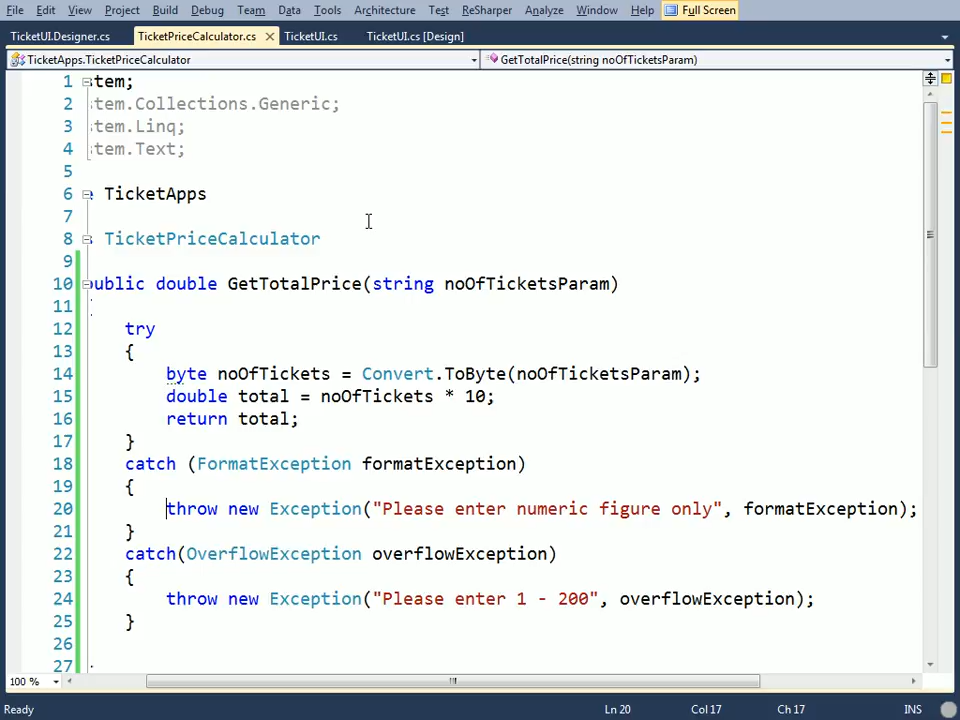 File Edit View Project Build Debug Team Data Tools Architecture Test ReSharper Analyze Window Help Full Screen
TicketUI.Designer.cs TicketPriceCalculator.cs TicketUI.cs TicketUI.cs [Design]
TicketApps.TicketPriceCalculator GetTotalPrice(string noOfTicketsParam)
1 stem;
2 stem.Collections.Generic;
3 stem.Linq;
4 stem.Text;
5
6 TicketApps
7
8 TicketPriceCalculator
9
10 ublic double GetTotalPrice(string noOfTicketsParam)
11
12 try
13 {
14 byte noOfTickets = Convert.ToByte(noOfTicketsParam);
15 double total = noOfTickets * 10;
16 return total;
17 }
18 catch (FormatException formatException)
19 {
20 throw new Exception("Please enter numeric figure only", formatException);
21 }
22 catch(OverflowException overflowException)
23 {
24 throw new Exception("Please enter 1 - 200", overflowException);
25 }
26
27
100 %
Ready Ln 20 Col 17 Ch 17 INS